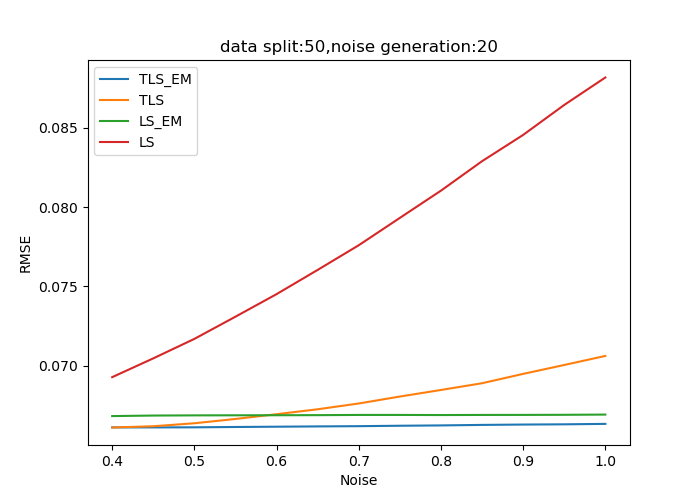 data split:50,noise generation:20
TLS_EM
TLS
LS_EM
LS
0.085
0.080
0.075
0.070
RMSE
0.4 0.5 0.6 0.7 0.8 0.9 1.0
Noise